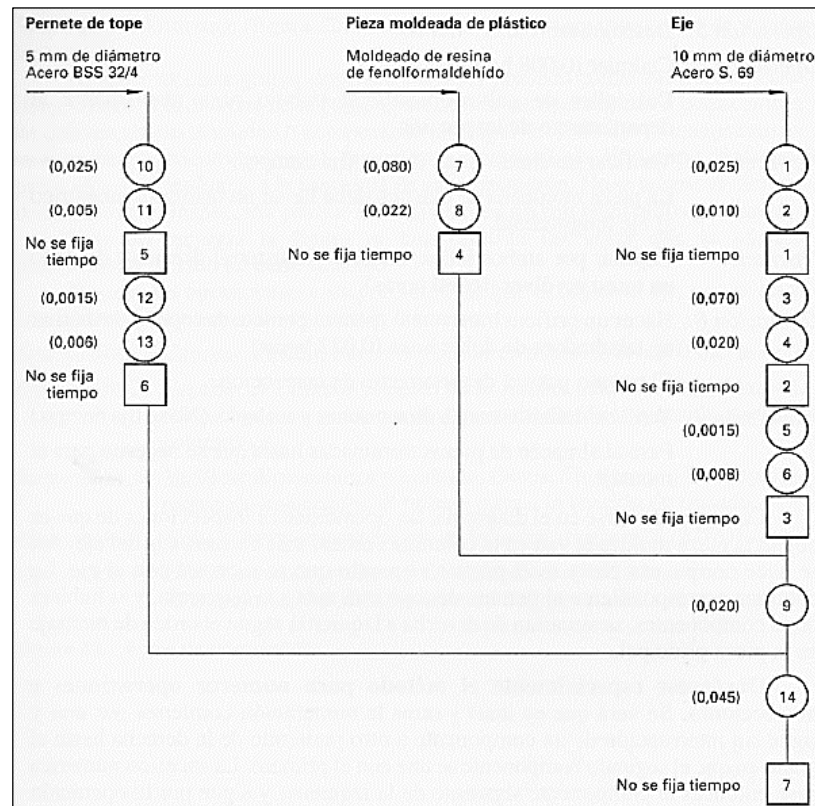 Pernete de tope
5 mm de diámetro
Acero BSS 32/4
(0,025) 10
(0,005) 11
No se fija
tiempo
5
(0,0015) 12
(0,006) 13
No se fija
tiempo
6
Pieza moldeada de plástico
Moldeado de resina
de fenolformaldehído
(0,080) 7
(0,022) 8
No se fija tiempo 4
Eje
10 mm de diámetro
Acero S. 69
(0,025) 1
(0,010) 2
No se fija tiempo 1
(0,070) 3
(0,020) 4
No se fija tiempo 2
(0,0015) 5
(0,008) 6
No se fija tiempo 3
(0,020) 9
(0,045) 14
No se fija tiempo 7